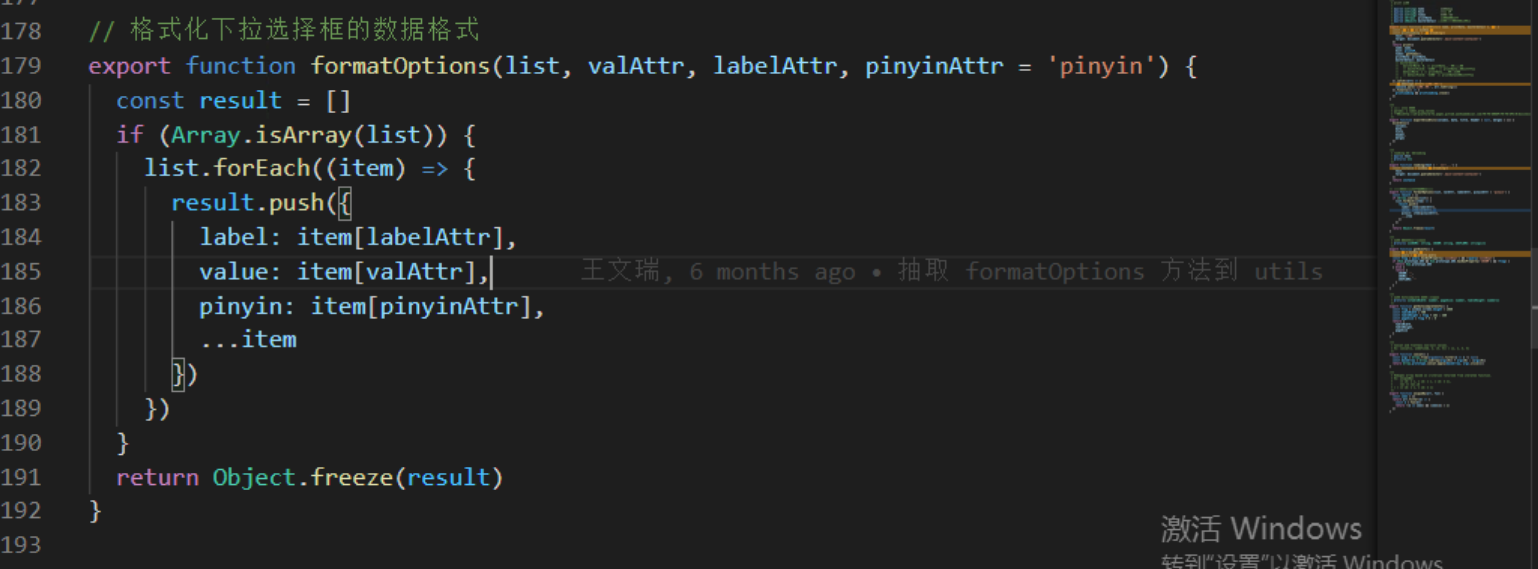 177
178 // 格式化下拉选择框的数据格式
179 export function formatOptions(list, valAttr, labelAttr, pinyinAttr = 'pinyin') {
180 const result = []
181 if (Array.isArray(list)) {
182 list.forEach((item) => {
183 result.push({
184 label: item[labelAttr],
185 value: item[valAttr], 王文瑞, 6 months ago • 抽取 formatOptions 方法到 utils
186 pinyin: item[pinyinAttr],
187 ...item
188 })
189 })
190 }
191 return Object.freeze(result)
192 }
193
激活 Windows
转到"设置"以激活 Windows